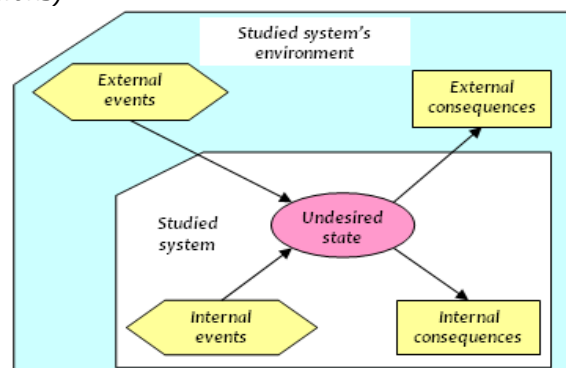 Studied system's
environment
External
events
External
consequences
Studied
system
Undesired
state
Internal
events
Internal
consequences